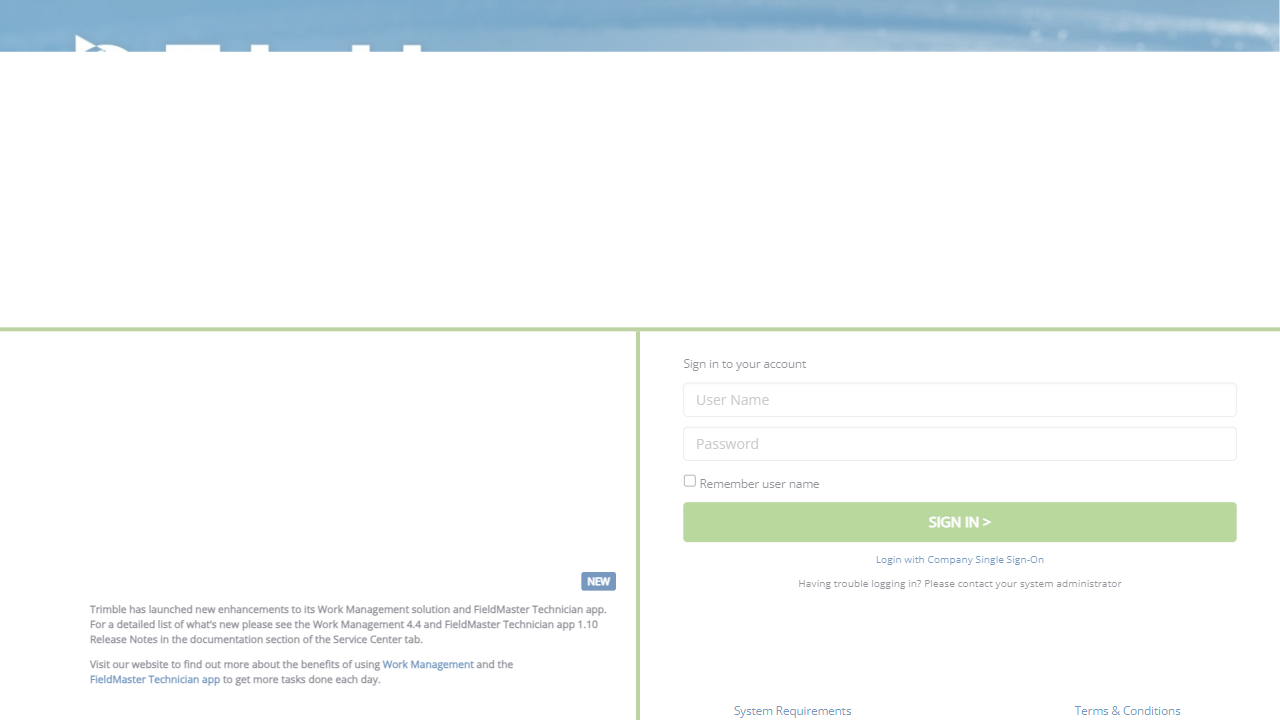 Sign in to your account
User Name
Password
Remember user name
SIGN IN >
Login with Company Single Sign-On
Having trouble logging in? Please contact your system administrator
NEW
Trimble has launched new enhancements to its Work Management solution and FieldMaster Technician app.
For a detailed list of what's new please see the Work Management 4.4 and FieldMaster Technician app 1.10
Release Notes in the documentation section of the Service Center tab.
Visit our website to find out more about the benefits of using Work Management and the
FieldMaster Technician app to get more tasks done each day.
System Requirements
Terms & Conditions